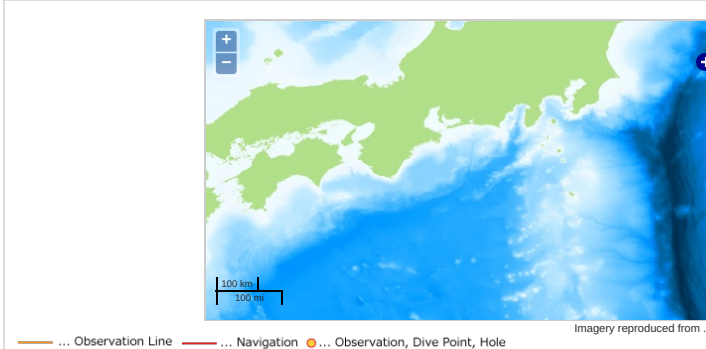 +
−
100 km
100 mi
Imagery reproduced from .
... Observation Line ... Navigation ... Observation, Dive Point, Hole